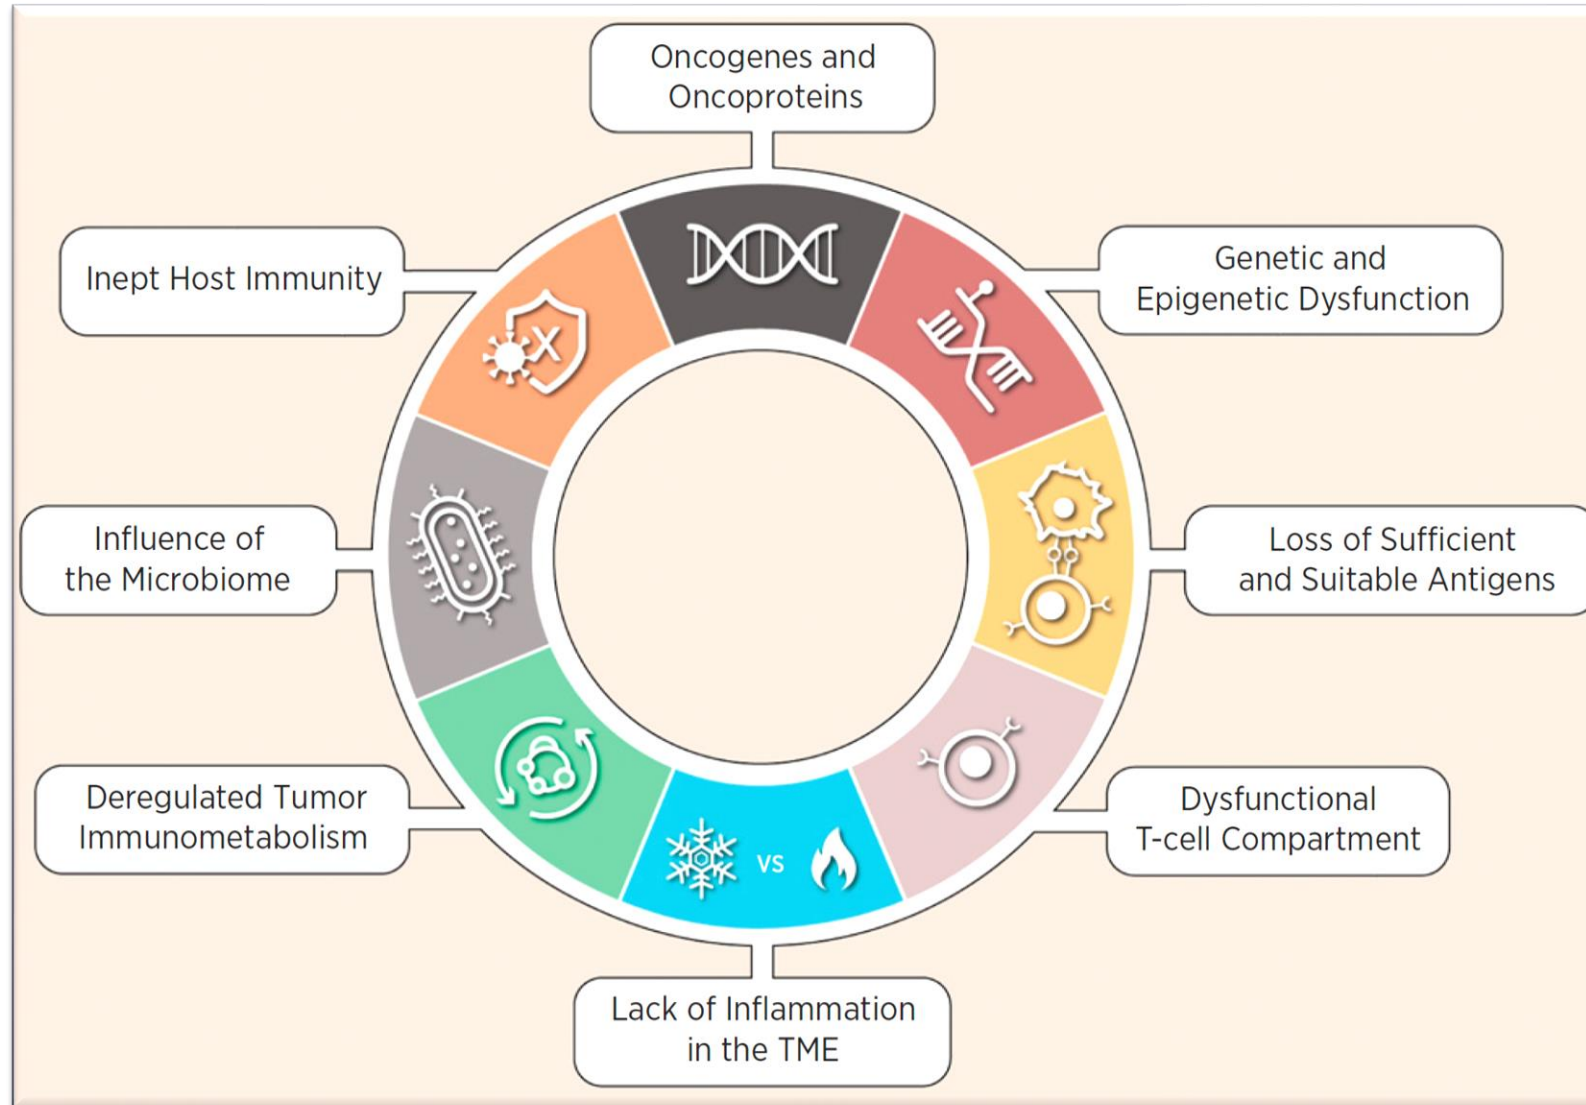 Oncogenes and
Oncoproteins
Genetic and
Epigenetic Dysfunction
Loss of Sufficient
and Suitable Antigens
Dysfunctional
T-cell Compartment
Lack of Inflammation
in the TME
Deregulated Tumor
Immunometabolism
Influence of
the Microbiome
Inept Host Immunity
X
VS